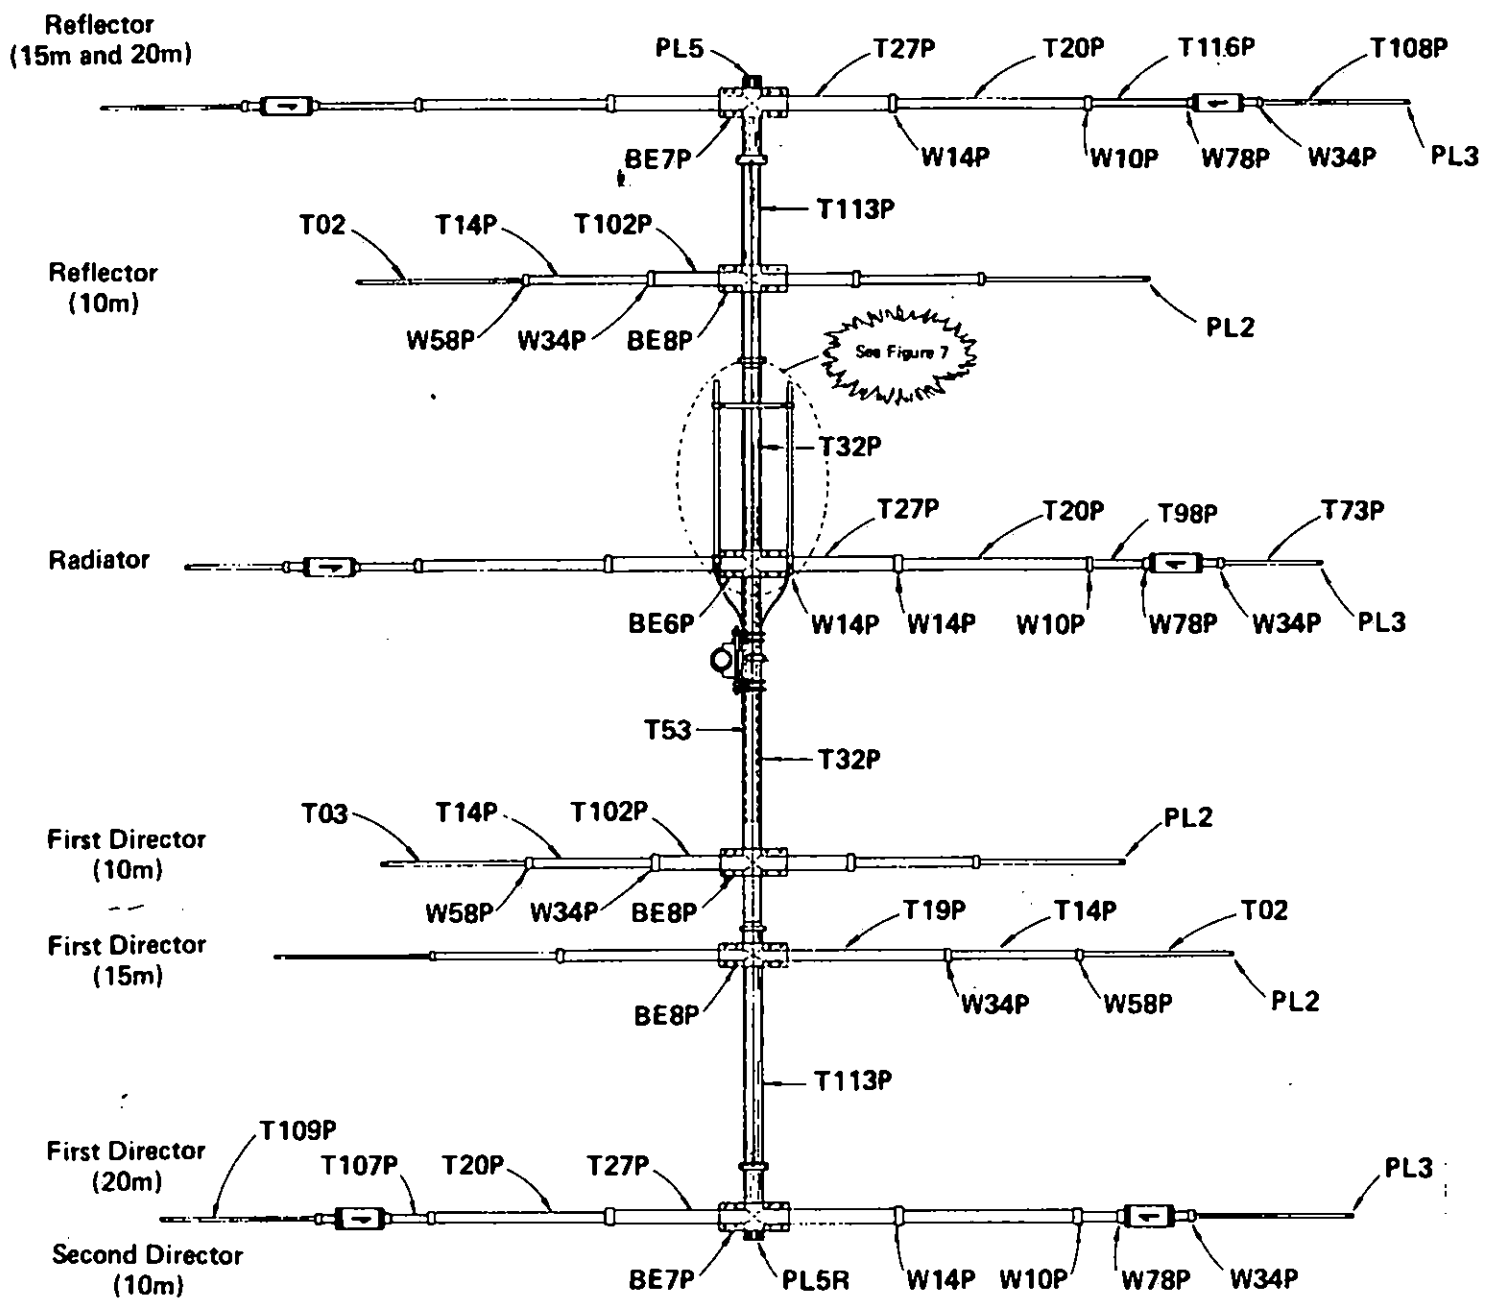 Reflector
(15m and 20m)
PL5
T27P
T20P
T116P
T108P
BE7P
W14P
W10P
W78P
W34P
PL3
T113P
T02
T14P
T102P
Reflector
(10m)
W58P
W34P
BE8P
PL2
See Figure 7
T32P
T27P
T20P
T98P
T73P
Radiator
BE6P
W14P
W14P
W10P
W78P
W34P
PL3
T53
T32P
T03
T14P
T102P
PL2
First Director
(10m)
W58P
W34P
BE8P
T19P
T14P
T02
First Director
(15m)
BE8P
W34P
W58P
PL2
T113P
First Director
(20m)
T109P
T107P
T20P
T27P
PL3
Second Director
(10m)
BE7P
PL5R
W14P
W10P
W78P
W34P